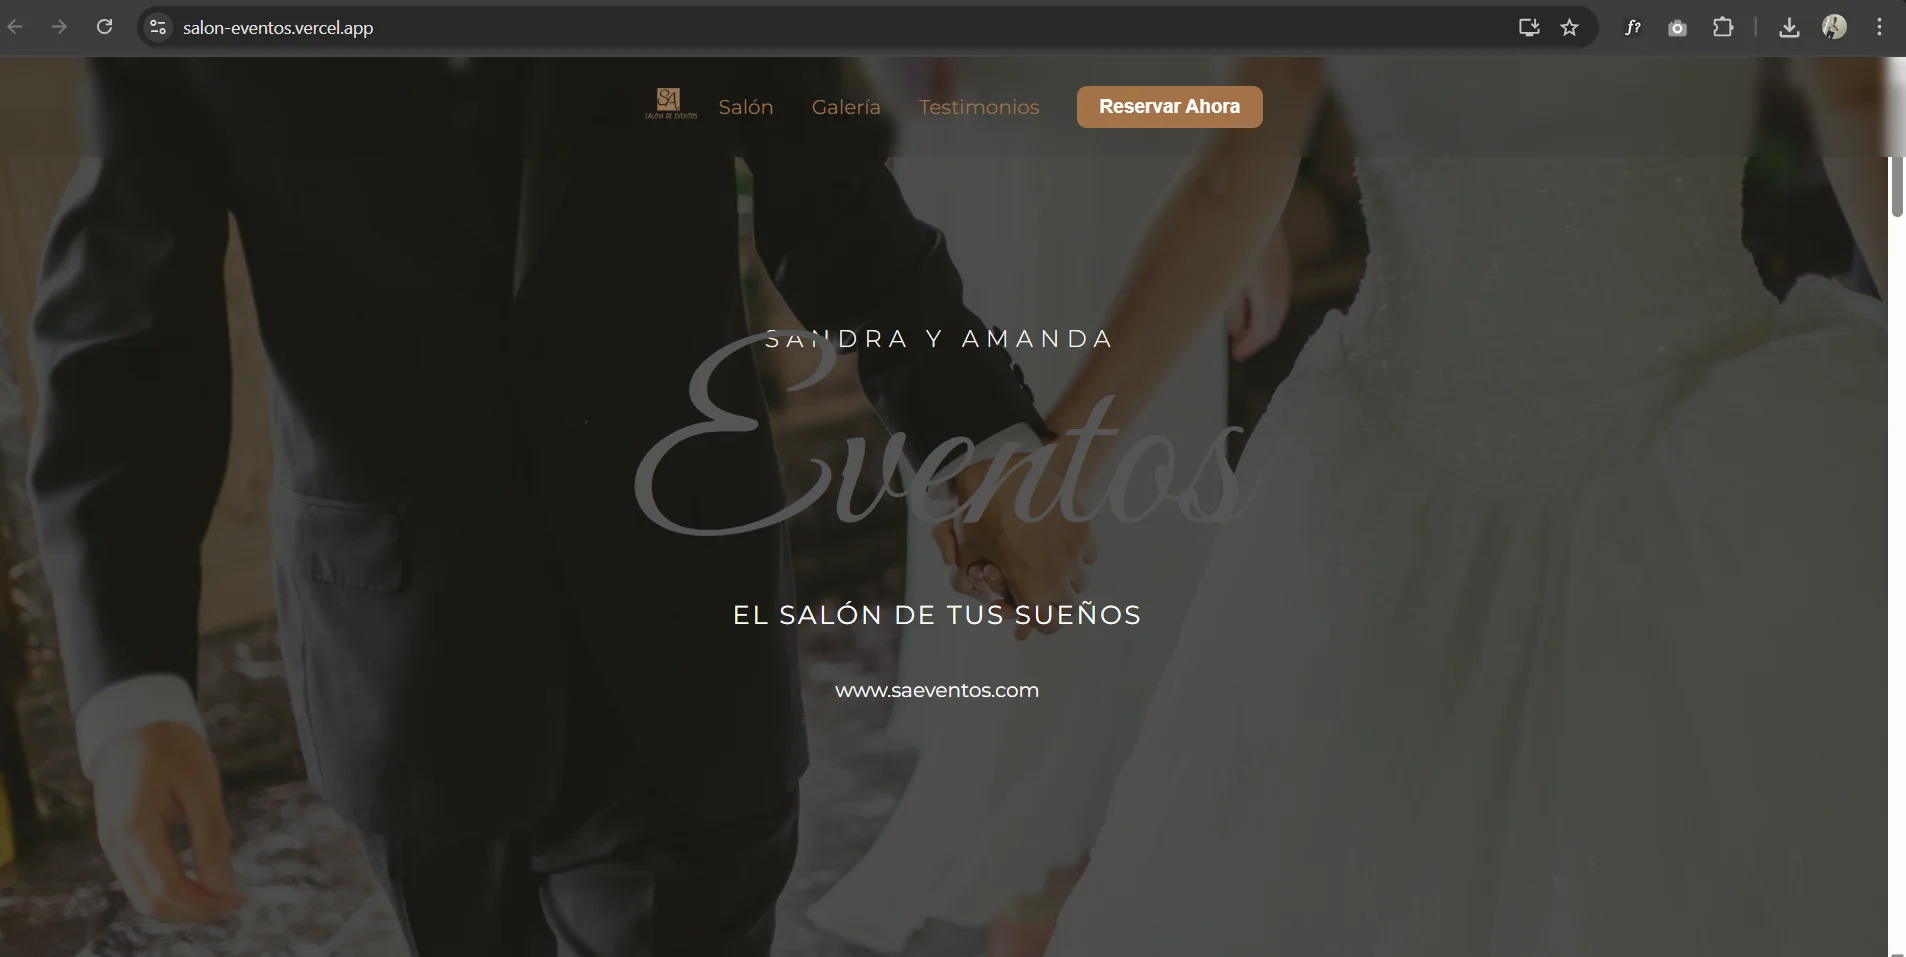 salon-eventos.vercel.app
f?
SA
SALÓN DE EVENTOS
Salón
Galería
Testimonios
Reservar Ahora
SANDRA Y AMANDA
Eventos
EL SALÓN DE TUS SUEÑOS
www.saeventos.com